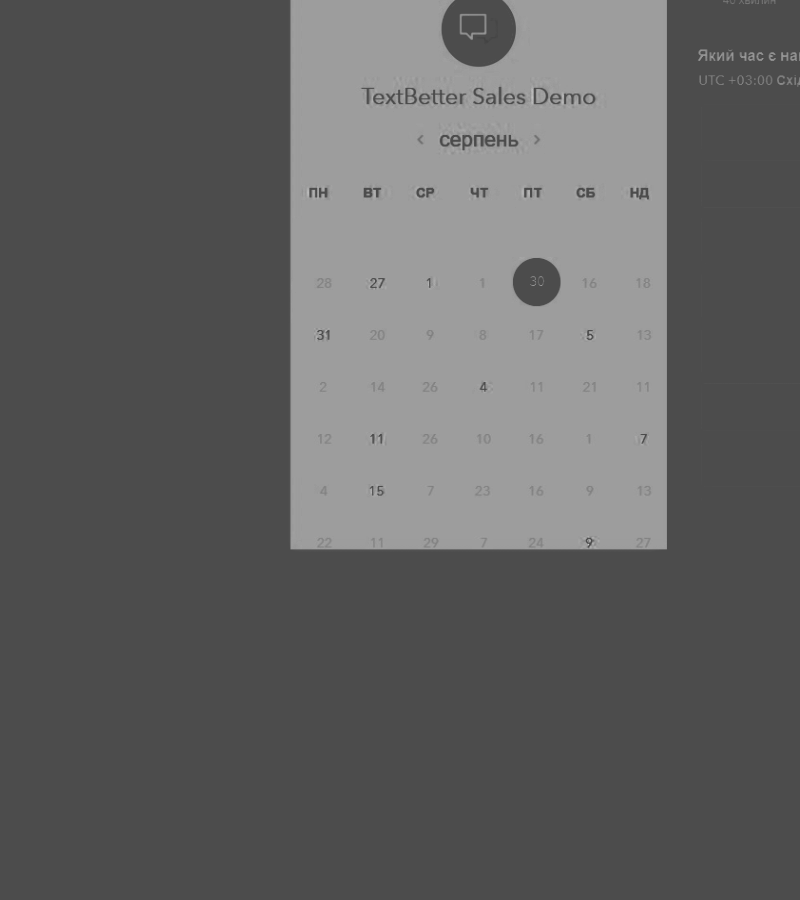 40 хвилин
Який час є на
UTC +03:00 Схід
TextBetter Sales Demo
‹ серпень ›
ПН ВТ СР ЧТ ПТ СБ НД
28 27 1 1 30 16 18
31 20 9 8 17 5 13
2 14 26 4 11 21 11
12 11 26 10 16 1 7
4 15 7 23 16 9 13
22 11 29 7 24 9 27